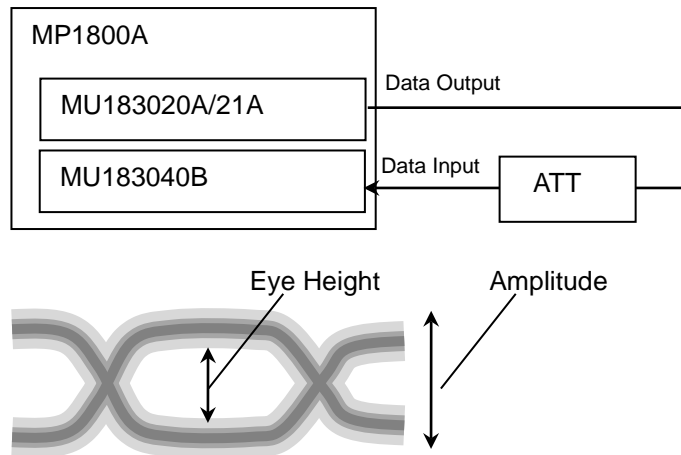 MP1800A
Data Output
MU183020A/21A
Data Input
MU183040B
ATT
Eye Height
Amplitude